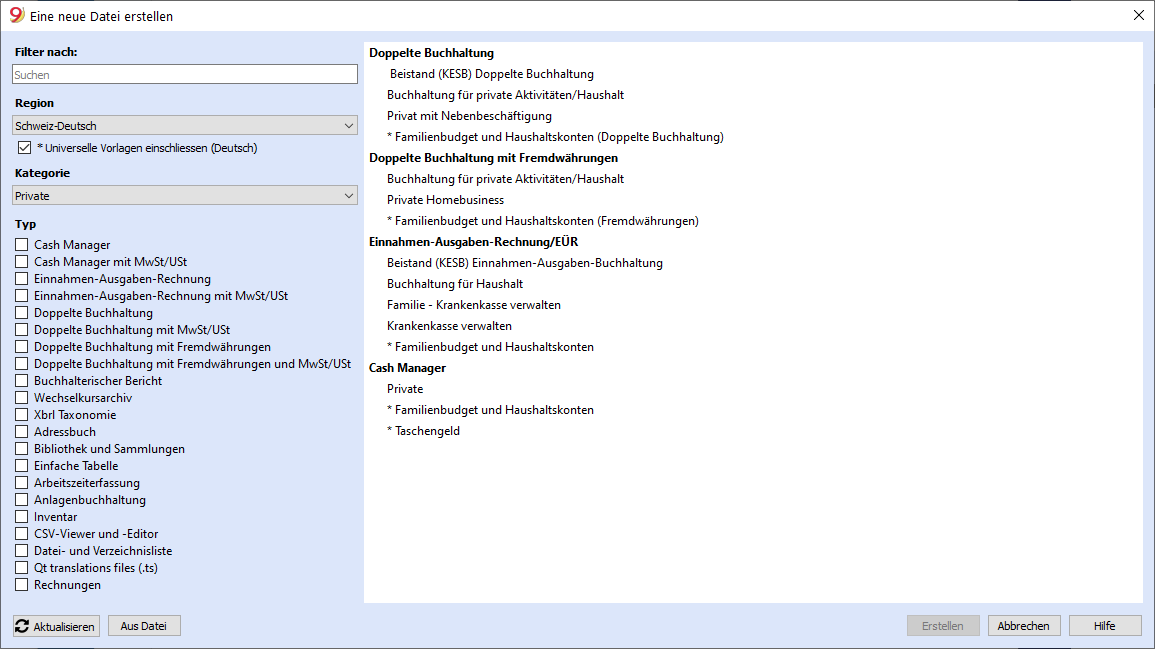 Eine neue Datei erstellen
Filter nach:
Suchen
Region
Schweiz-Deutsch
* Universelle Vorlagen einschliessen (Deutsch)
Kategorie
Private
Typ
Cash Manager
Cash Manager mit MwSt/USt
Einnahmen-Ausgaben-Rechnung
Einnahmen-Ausgaben-Rechnung mit MwSt/USt
Doppelte Buchhaltung
Doppelte Buchhaltung mit MwSt/USt
Doppelte Buchhaltung mit Fremdwährungen
Doppelte Buchhaltung mit Fremdwährungen und MwSt/USt
Buchhalterischer Bericht
Wechselkursarchiv
Xbrl Taxonomie
Adressbuch
Bibliothek und Sammlungen
Einfache Tabelle
Arbeitszeiterfassung
Anlagenbuchhaltung
Inventar
CSV-Viewer und -Editor
Datei- und Verzeichnisliste
Qt translations files (.ts)
Rechnungen
Doppelte Buchhaltung
Beistand (KESB) Doppelte Buchhaltung
Buchhaltung für private Aktivitäten/Haushalt
Privat mit Nebenbeschäftigung
* Familienbudget und Haushaltskonten (Doppelte Buchhaltung)
Doppelte Buchhaltung mit Fremdwährungen
Buchhaltung für private Aktivitäten/Haushalt
Private Homebusiness
* Familienbudget und Haushaltskonten (Fremdwährungen)
Einnahmen-Ausgaben-Rechnung/EÜR
Beistand (KESB) Einnahmen-Ausgaben-Buchhaltung
Buchhaltung für Haushalt
Familie - Krankenkasse verwalten
Krankenkasse verwalten
* Familienbudget und Haushaltskonten
Cash Manager
Private
* Familienbudget und Haushaltskonten
* Taschengeld
Aktualisieren
Aus Datei
Erstellen
Abbrechen
Hilfe